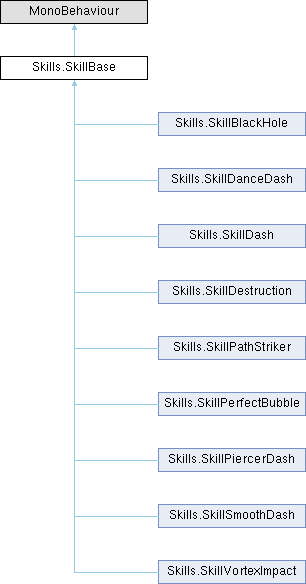 MonoBehaviour
Skills.SkillBase
Skills.SkillBlackHole
Skills.SkillDanceDash
Skills.SkillDash
Skills.SkillDestruction
Skills.SkillPathStriker
Skills.SkillPerfectBubble
Skills.SkillPiercerDash
Skills.SkillSmoothDash
Skills.SkillVortexImpact